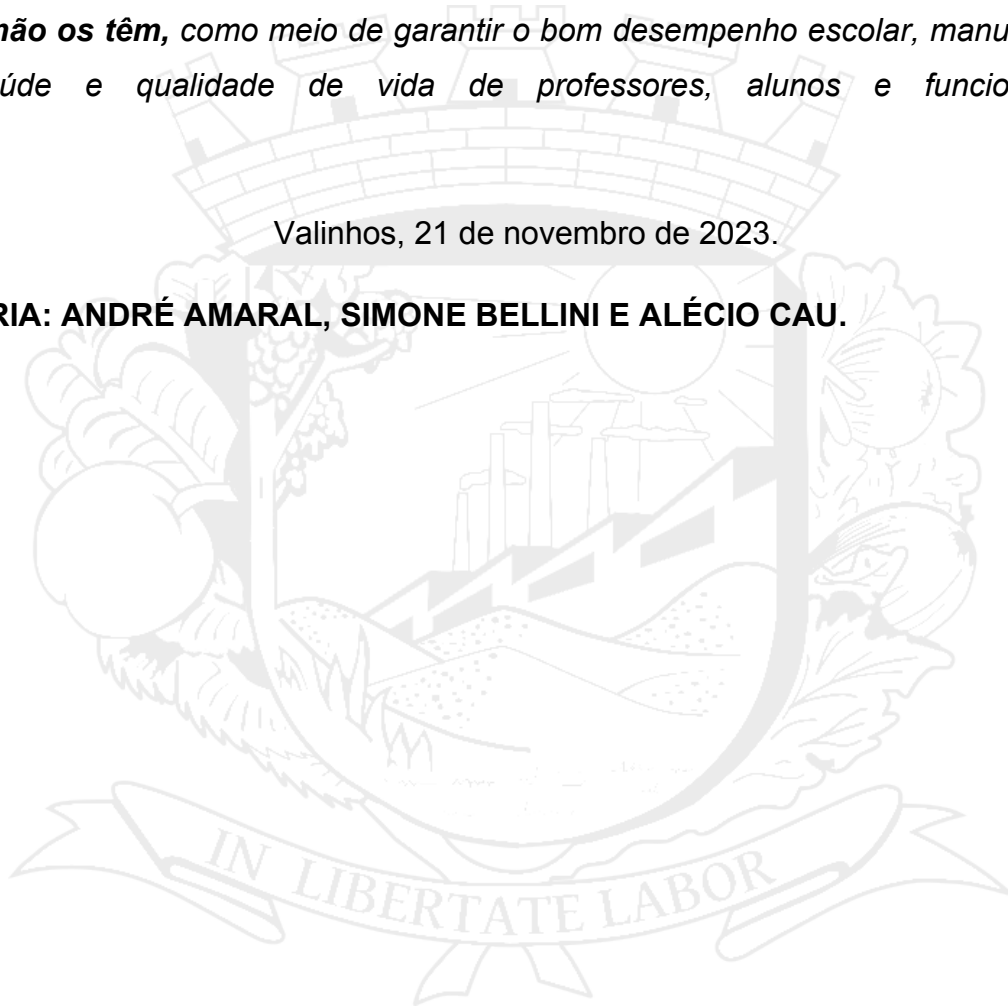 não os têm, como meio de garantir o bom desempenho escolar, manu
úde e qualidade de vida de professores, alunos e funcio
Valinhos, 21 de novembro de 2023.
RIA: ANDRÉ AMARAL, SIMONE BELLINI E ALÉCIO CAU.
IN LIBERTATE LABOR